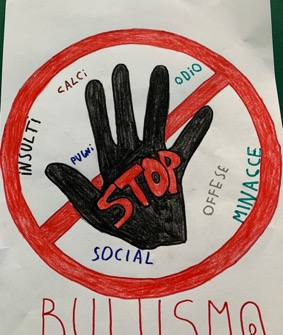 CALCi
ODiO
INSULTI
PUGNi
STOP
OFFESE
MINACCE
SOCIAL
BULLISMO